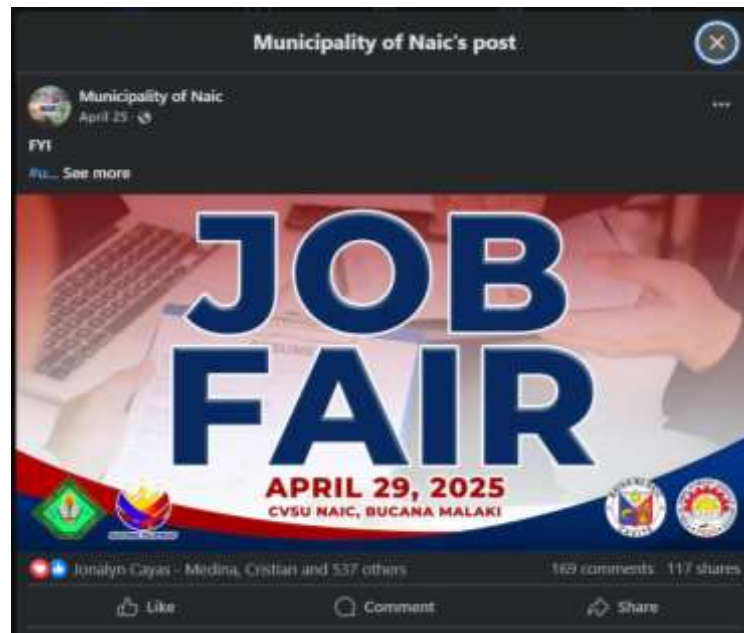 Municipality of Naic's post
Municipality of Naic
April 25
FYI
#u... See more
JOB
FAIR
APRIL 29, 2025
CVSU NAIC, BUCANA MALAKI
Jonalyn Cayas - Medina, Cristian and 537 others
169 comments 117 shares
Like Comment Share